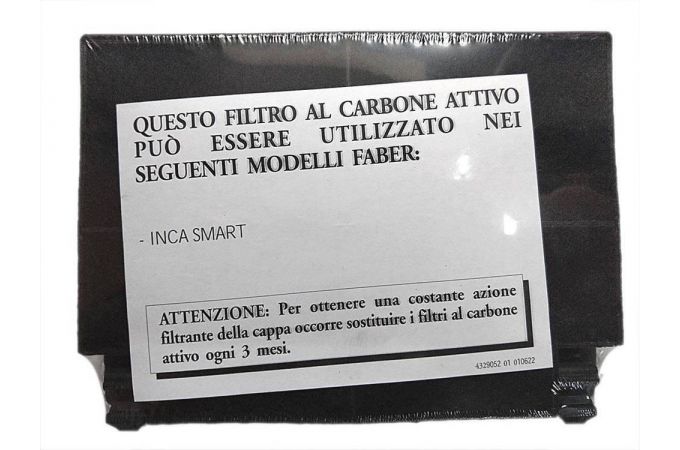 QUESTO FILTRO AL CARBONE ATTIVO
PUÒ ESSERE UTILIZZATO NEI
SEGUENTI MODELLI FABER:
- INCA SMART
ATTENZIONE: Per ottenere una costante azione
filtrante della cappa occorre sostituire i filtri al carbone
attivo ogni 3 mesi.
4329052 01 010622